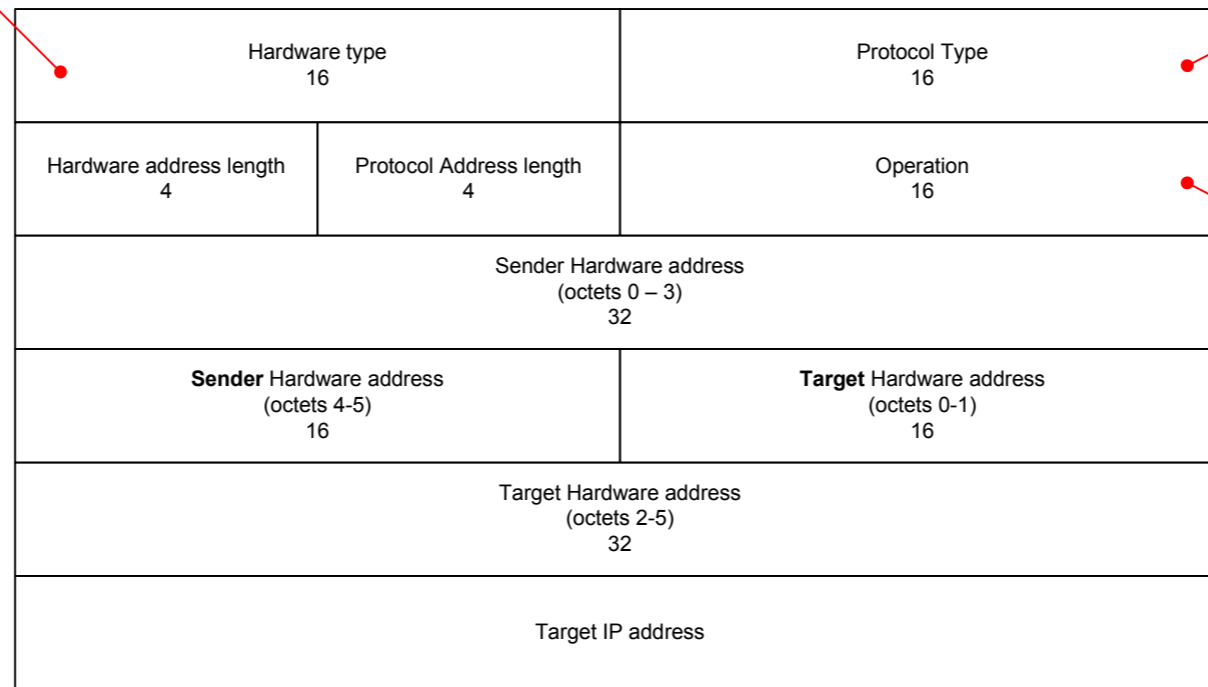 Hardware type
16
Protocol Type
16
Hardware address length
4
Protocol Address length
4
Operation
16
Sender Hardware address
(octets 0 – 3)
32
Sender Hardware address
(octets 4-5)
16
Target Hardware address
(octets 0-1)
16
Target Hardware address
(octets 2-5)
32
Target IP address